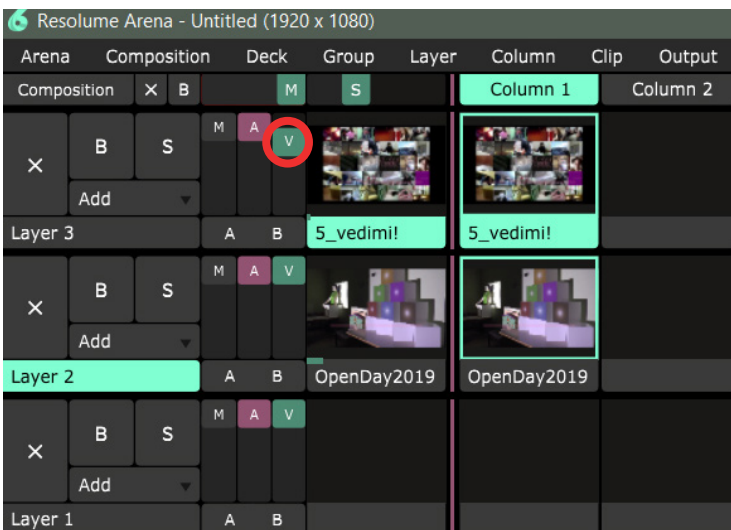 Resolume Arena - Untitled (1920 x 1080)
Arena Composition Deck Group Layer Column Clip Output
Composition × B M S Column 1 Column 2
M A V
× B S
Add
Layer 3 A B 5_vedimi! 5_vedimi!
M A V
× B S
Add
Layer 2 A B OpenDay2019 OpenDay2019
M A V
× B S
Add
Layer 1 A B